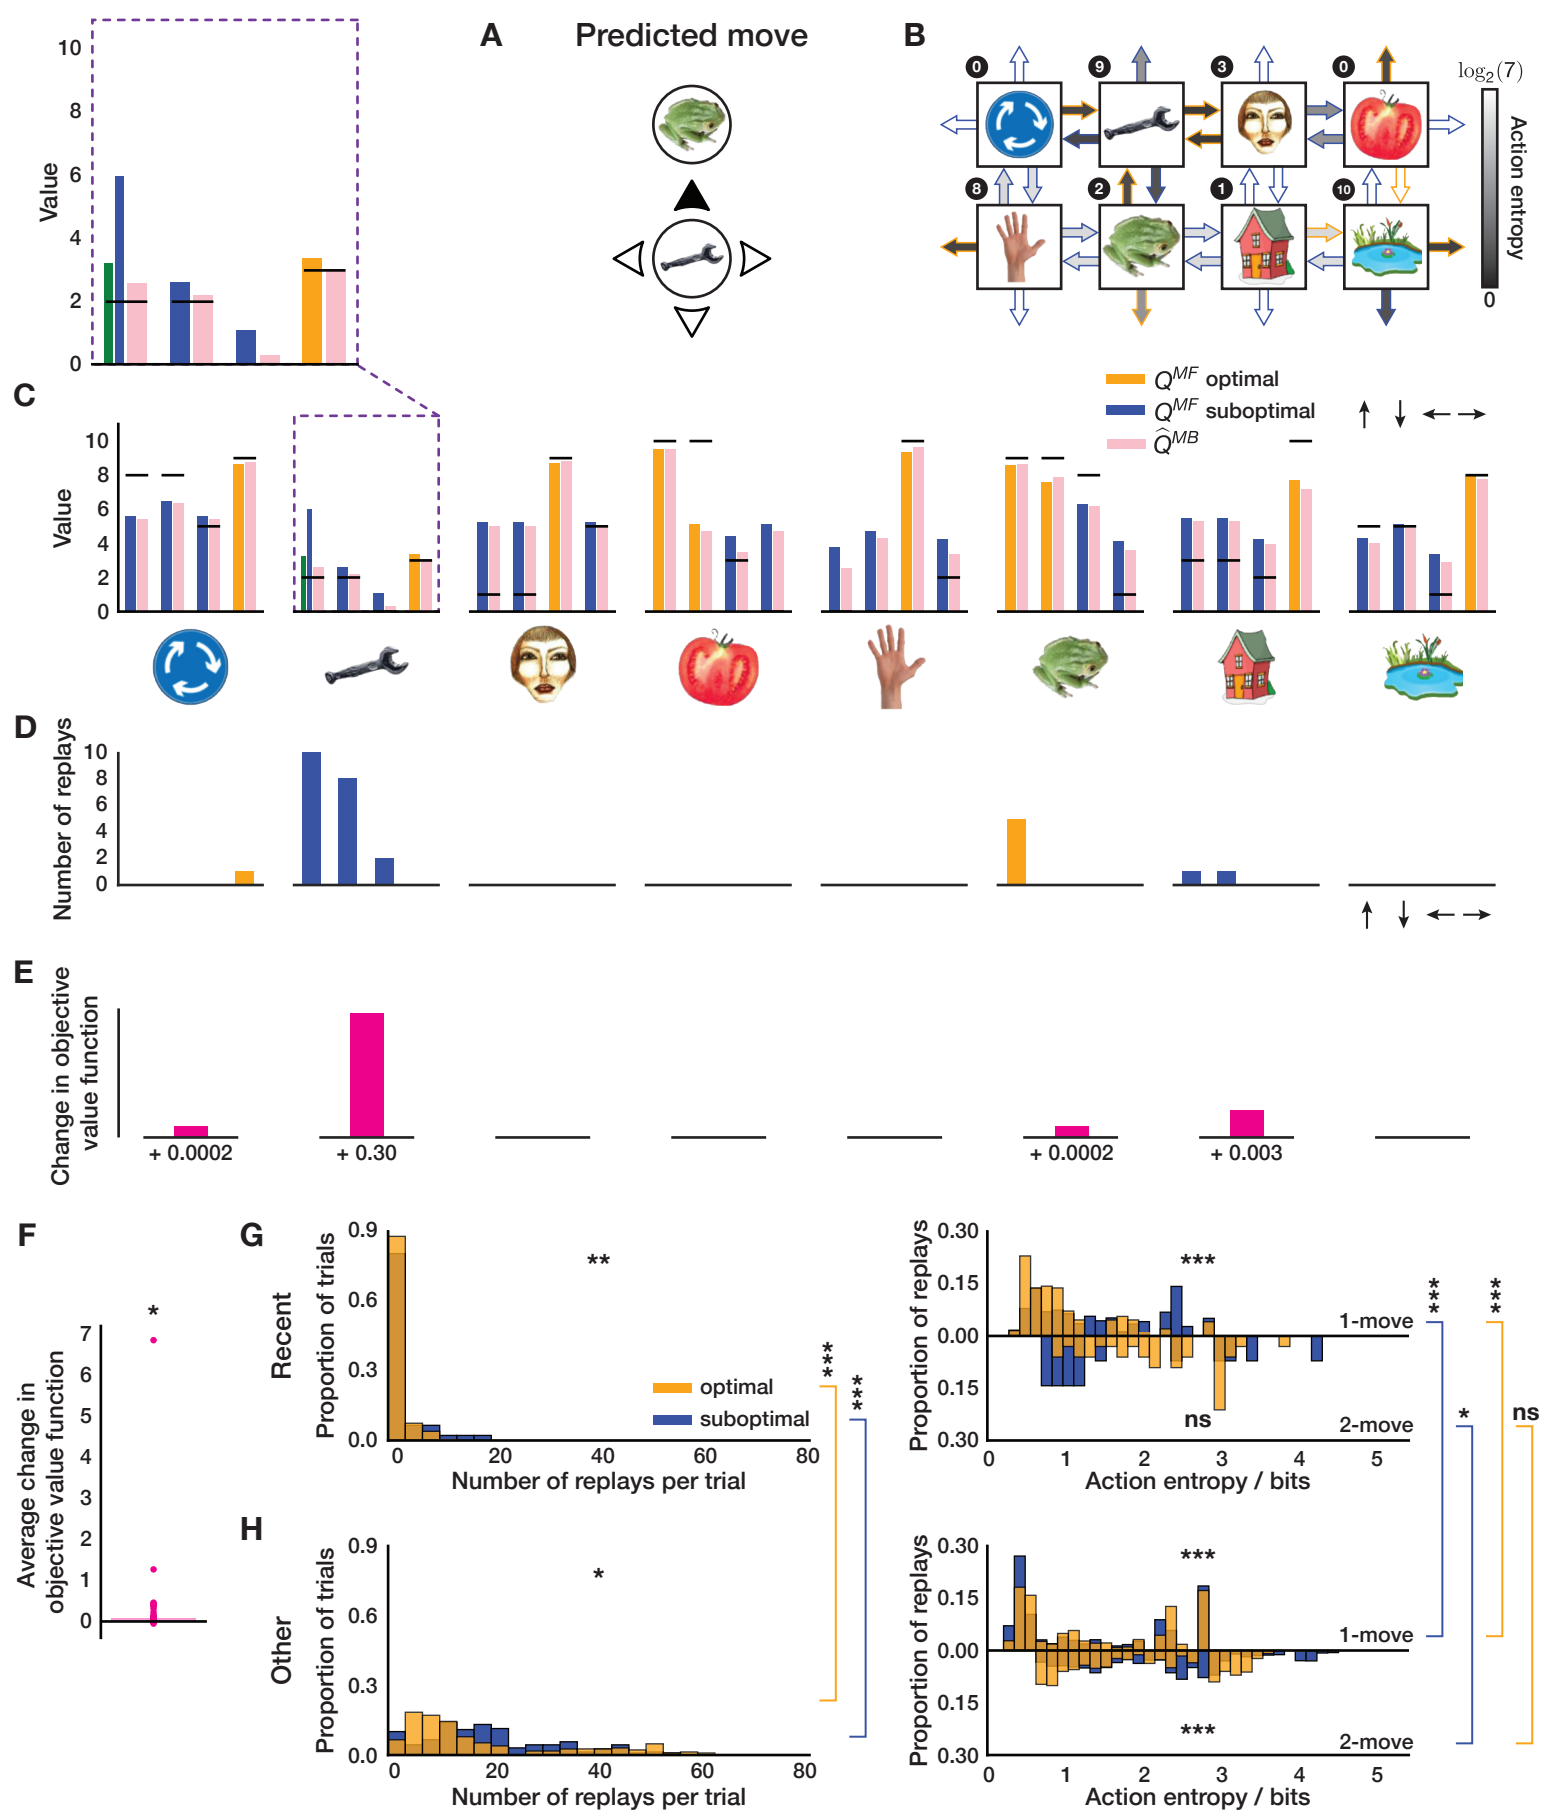 A
Predicted move
B
0
9
3
0
8
2
1
10
log₂(7)
Action entropy
0
10
8
6
4
2
0
Value
C
Q^MF optimal
Q^MF suboptimal
Q̂^MB
↑ ↓ ← →
10
8
6
4
2
0
Value
D
Number of replays
10
8
6
4
2
0
↑ ↓ ← →
E
Change in objective
value function
+ 0.0002
+ 0.30
+ 0.0002
+ 0.003
F
Average change in
objective value function
7
6
5
4
3
2
1
0
*
G
Recent
Proportion of trials
0.9
0.6
0.3
0.0
**
optimal
suboptimal
0 20 40 60 80
Number of replays per trial
***
***
Proportion of replays
0.30
0.15
0.00
0.15
0.30
***
1-move
ns
2-move
0 1 2 3 4 5
Action entropy / bits
***
*
***
ns
H
Other
Proportion of trials
0.9
0.6
0.3
0.0
*
0 20 40 60 80
Number of replays per trial
Proportion of replays
0.30
0.15
0.00
0.15
0.30
***
1-move
***
2-move
0 1 2 3 4 5
Action entropy / bits